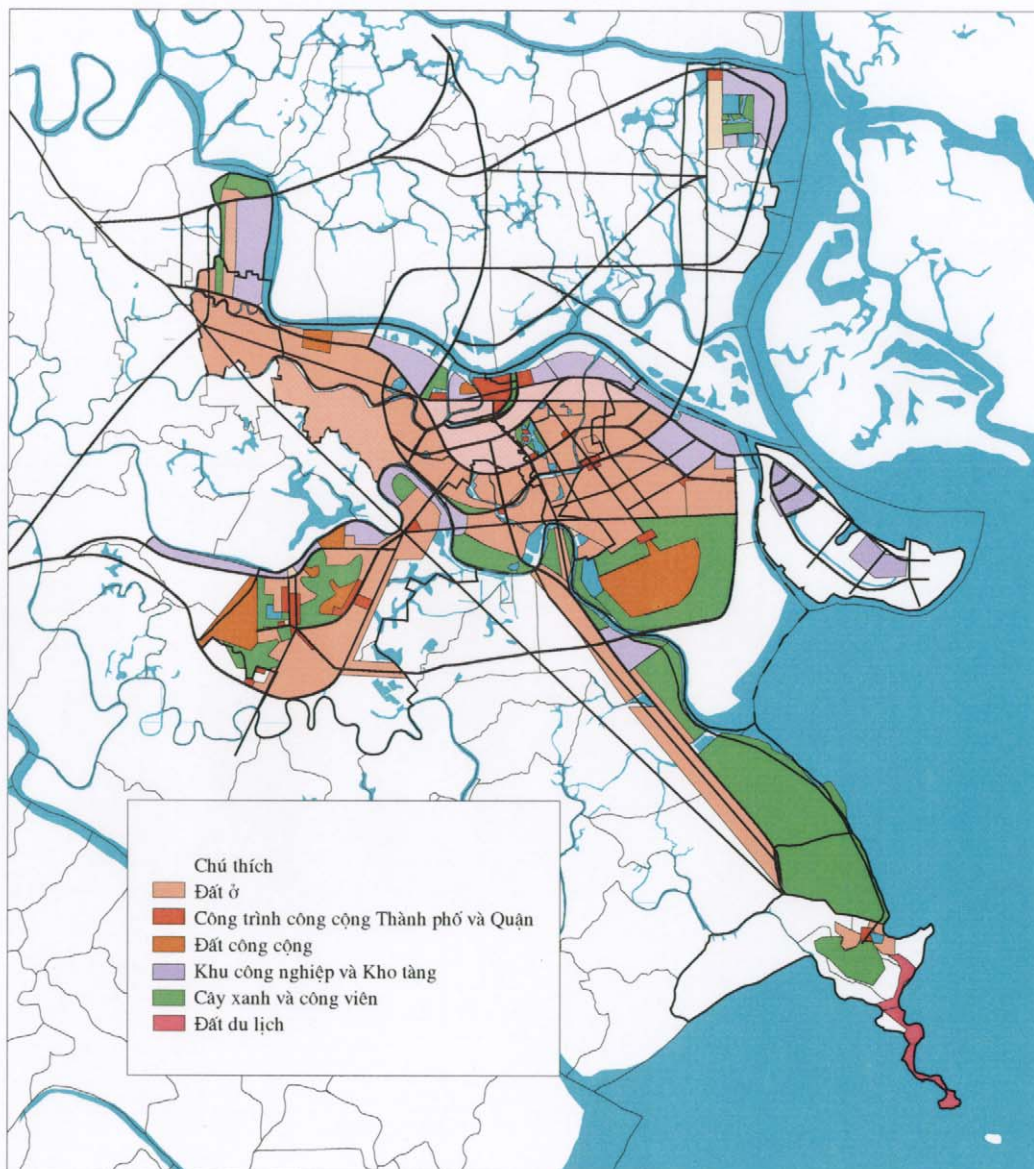 Chú thích
Đất ở
Công trình công cộng Thành phố và Quận
Đất công cộng
Khu công nghiệp và Kho tàng
Cây xanh và công viên
Đất du lịch